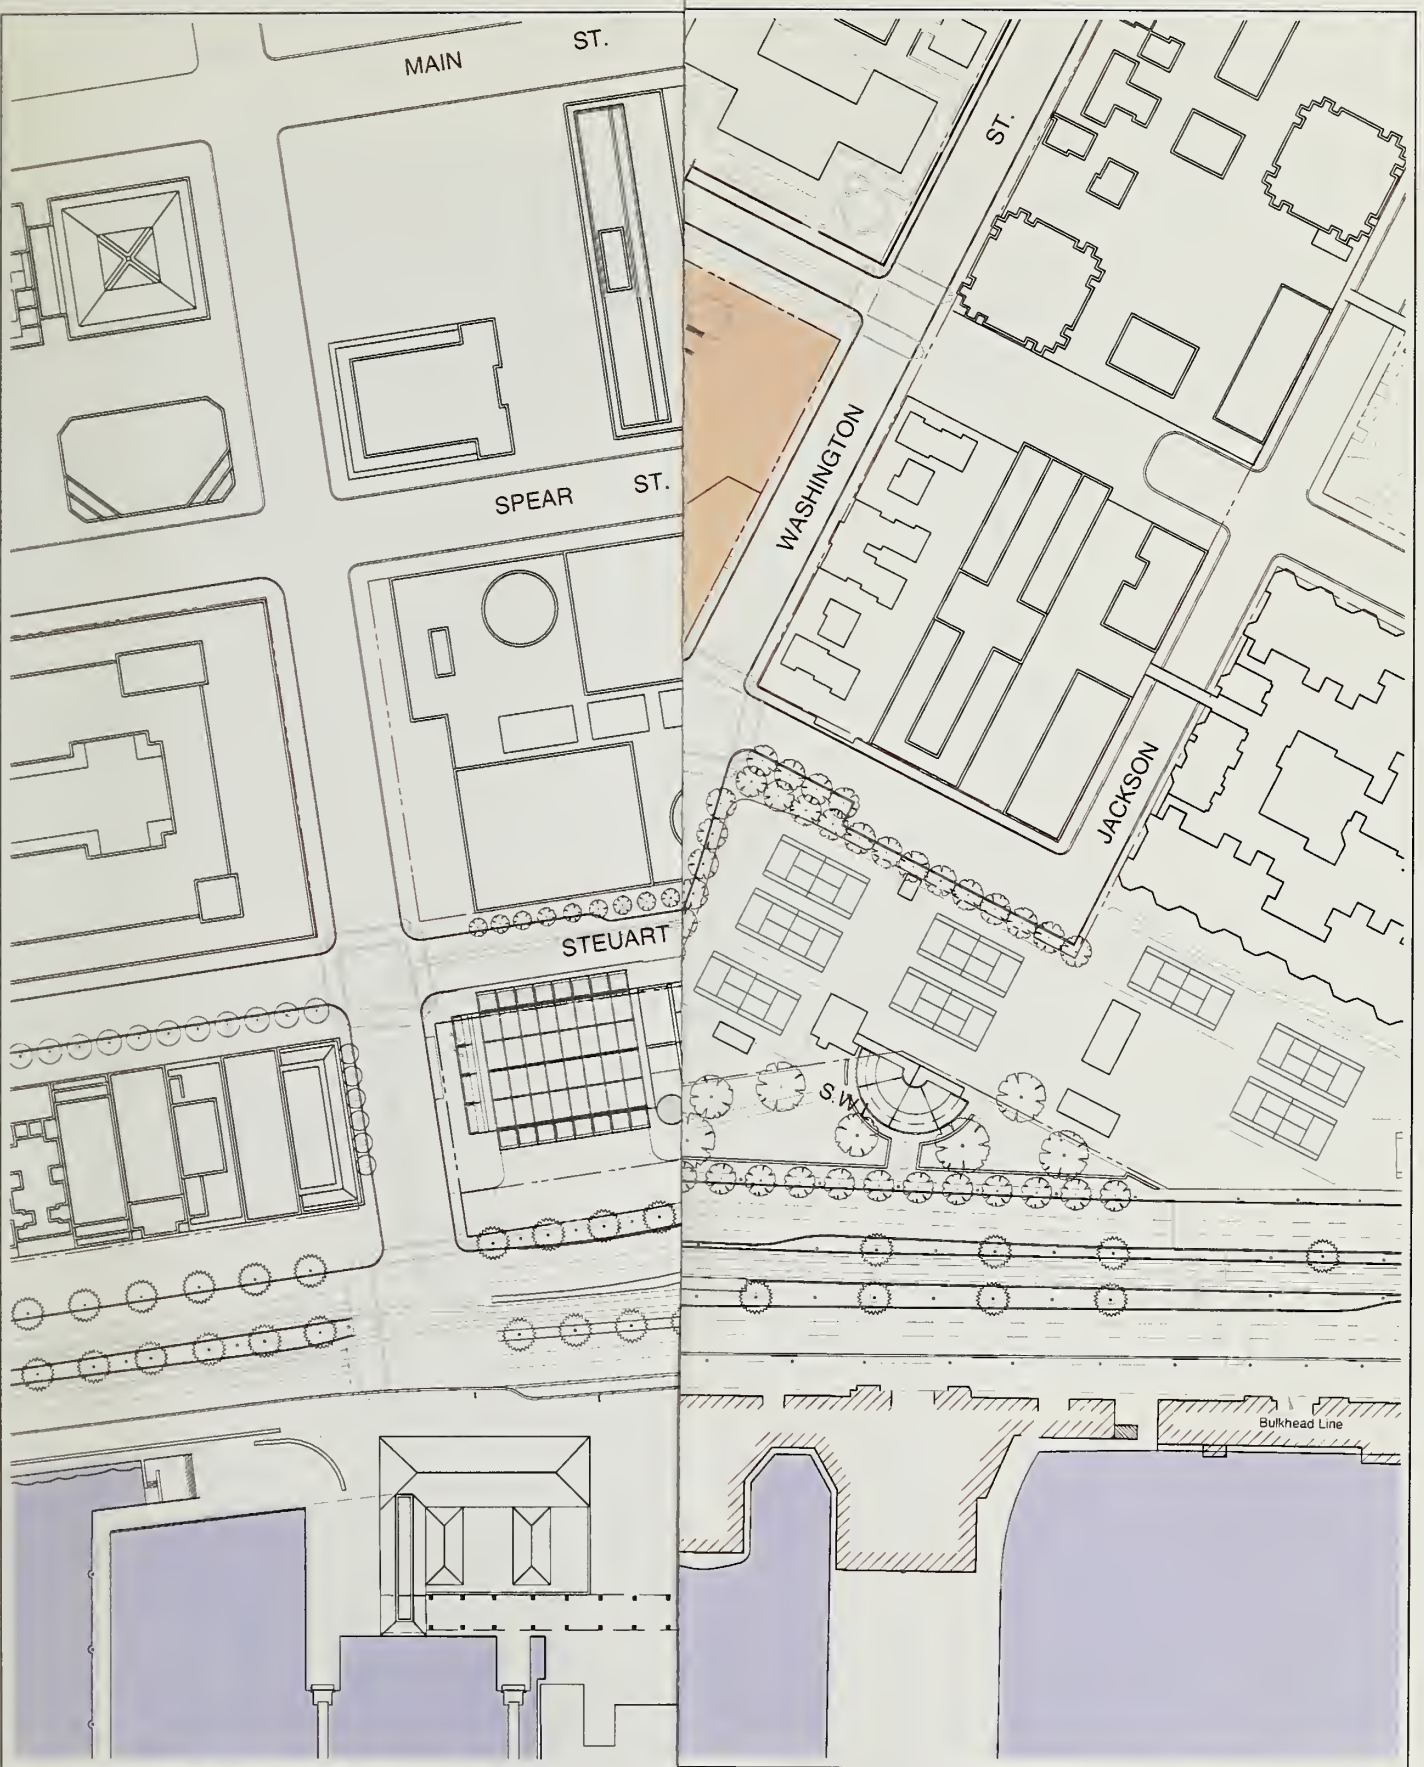 MAIN ST.
ST.
WASHINGTON
SPEAR ST.
JACKSON
STEUART
S.W.L.
Bulkhead Line